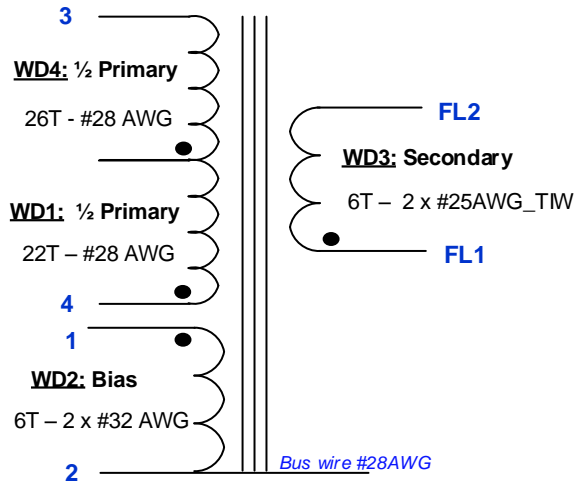 3
WD4: ½ Primary
26T - #28 AWG
WD1: ½ Primary
22T – #28 AWG
4
1
WD2: Bias
6T – 2 x #32 AWG
2
Bus wire #28AWG
FL2
WD3: Secondary
6T – 2 x #25AWG_TIW
FL1